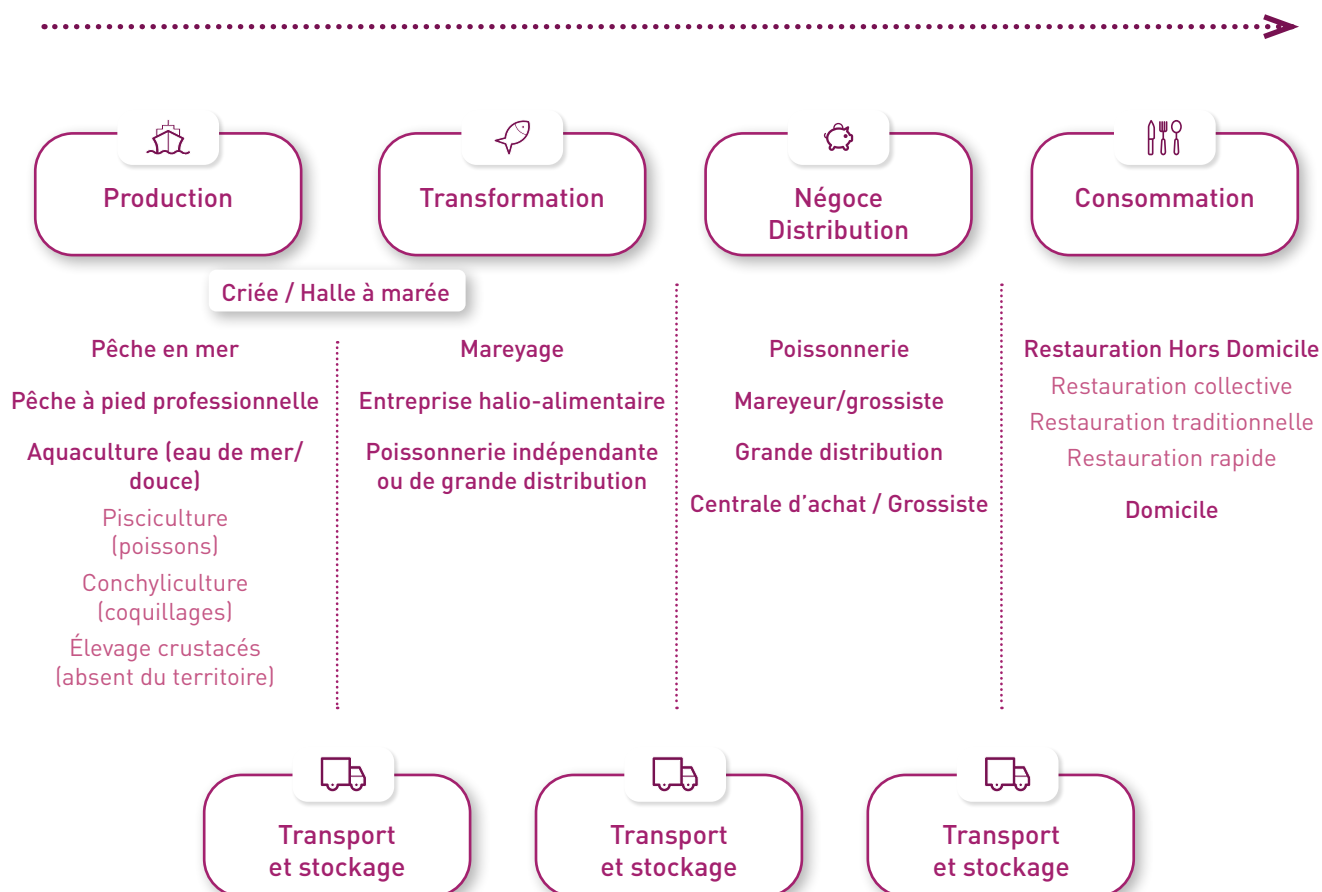 Production
Transformation
Négoce
Distribution
Consommation
Criée / Halle à marée
Pêche en mer
Pêche à pied professionnelle
Aquaculture (eau de mer/
douce)
Pisciculture
(poissons)
Conchyliculture
(coquillages)
Élevage crustacés
(absent du territoire)
Mareyage
Entreprise halio-alimentaire
Poissonnerie indépendante
ou de grande distribution
Poissonnerie
Mareyeur/grossiste
Grande distribution
Centrale d'achat / Grossiste
Restauration Hors Domicile
Restauration collective
Restauration traditionnelle
Restauration rapide
Domicile
Transport
et stockage
Transport
et stockage
Transport
et stockage